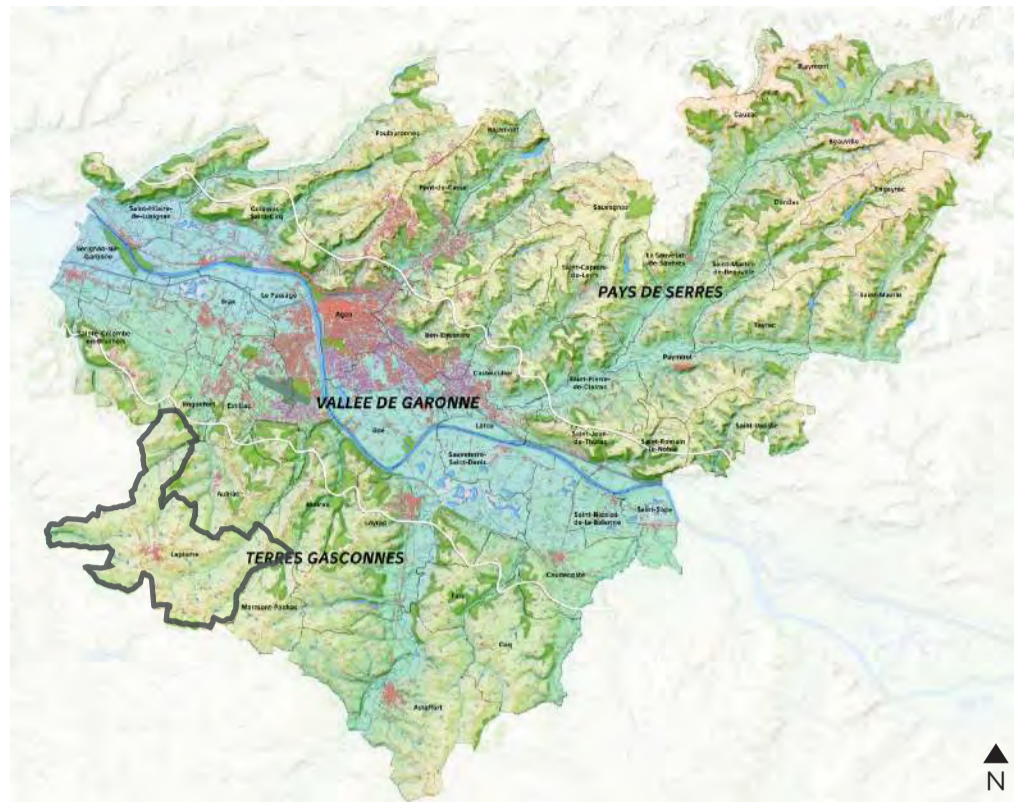 Puymirol
Cauzac
Beauville
Foulayronnes
Bajamont
Engayrac
Pont-du-Casse
Dondas
Sauvagnas
Saint-Hilaire-
de-Lusignan
Colayrac-
Saint-Cirq
Sérignac-sur-
Garonne
La Sauvetat-
de-Savères
Saint-Martin-
de-Beauville
Saint-Caprais-
de-Lerm
PAYS DE SERRES
Saint-Maurin
Brax
Le Passage
Agen
Tayrac
Sainte-Colombe-
en-Bruilhois
Bon-Encontre
Puymirol
Castelculier
Saint-Pierre-
de-Clairac
Roquefort
Estillac
VALLEE DE GARONNE
Boé
Lafox
Saint-Jean-
de-Thurac
Saint-Romain-
le-Noble
Saint-Urcisse
Sauveterre-
Saint-Denis
Aubiac
Moirax
Layrac
Saint-Nicolas-
de-la-Balerme
Saint-Sixte
Laplume
TERRES GASCONNES
Caudecoste
Marmont-Pachas
Fals
Cuq
Astaffort
N